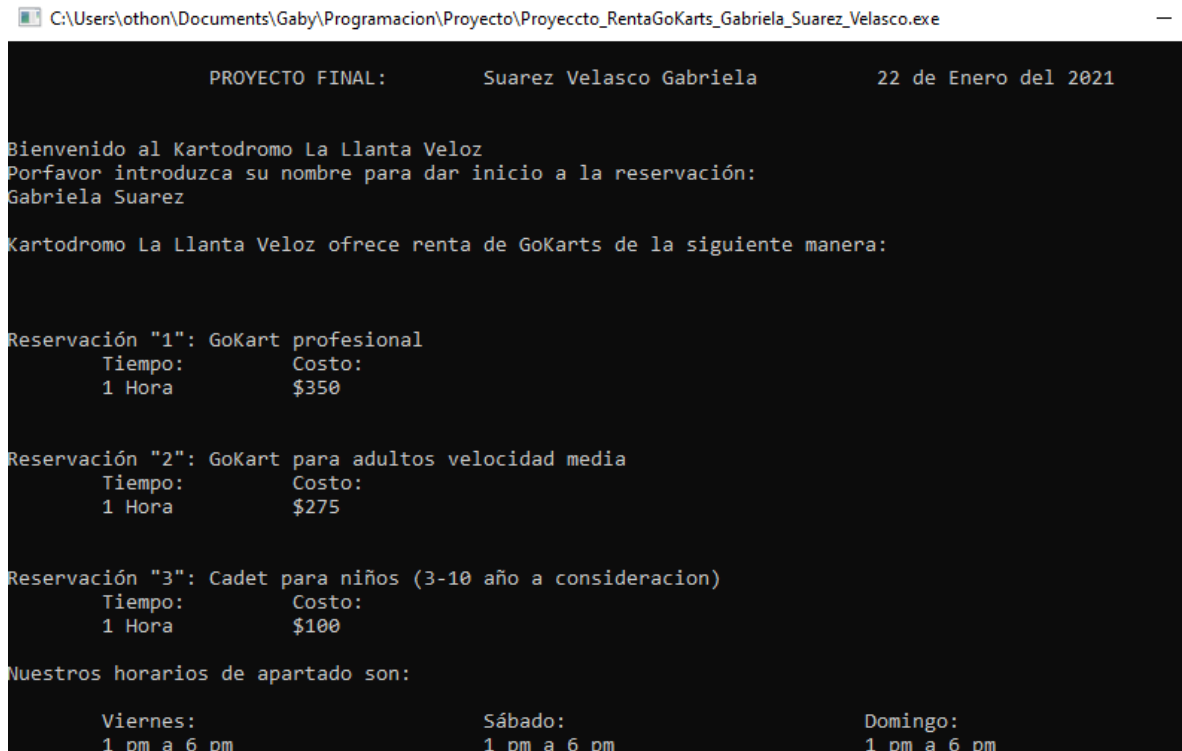 C:\Users\othon\Documents\Gaby\Programacion\Proyecto\Proyeccto_RentaGoKarts_Gabriela_Suarez_Velasco.exe
PROYECTO FINAL: Suarez Velasco Gabriela 22 de Enero del 2021
Bienvenido al Kartodromo La Llanta Veloz
Porfavor introduzca su nombre para dar inicio a la reservación:
Gabriela Suarez
Kartodromo La Llanta Veloz ofrece renta de GoKarts de la siguiente manera:
Reservación "1": GoKart profesional
Tiempo: Costo:
1 Hora $350
Reservación "2": GoKart para adultos velocidad media
Tiempo: Costo:
1 Hora $275
Reservación "3": Cadet para niños (3-10 año a consideracion)
Tiempo: Costo:
1 Hora $100
Nuestros horarios de apartado son:
Viernes: Sábado: Domingo:
1 pm a 6 pm 1 pm a 6 pm 1 pm a 6 pm